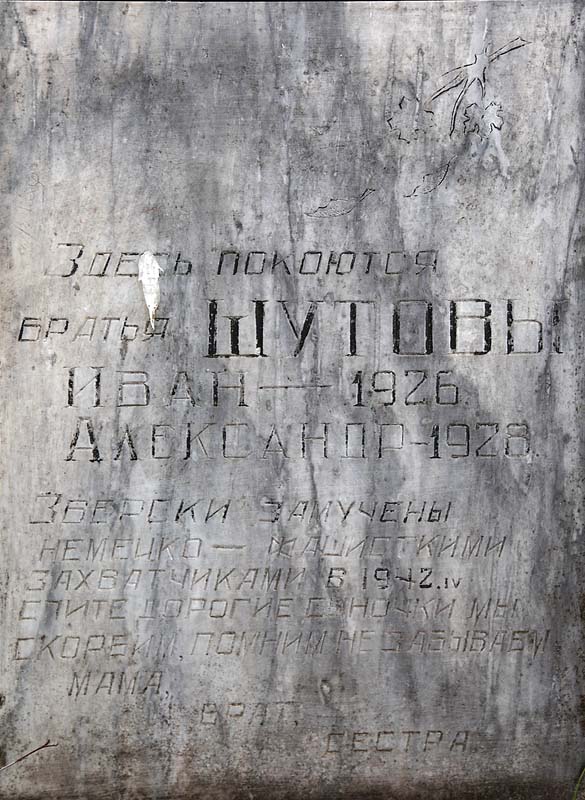 Здесь покоются
братья ШУТОВЫ
Иван — 1926.
Александр – 1928.
Зверски замучены
немецко — фашисткими
захватчиками в 1942.IV
Спите дорогие сыночки мы
скорбим, помним не забываем
мама,
брат,
сестра